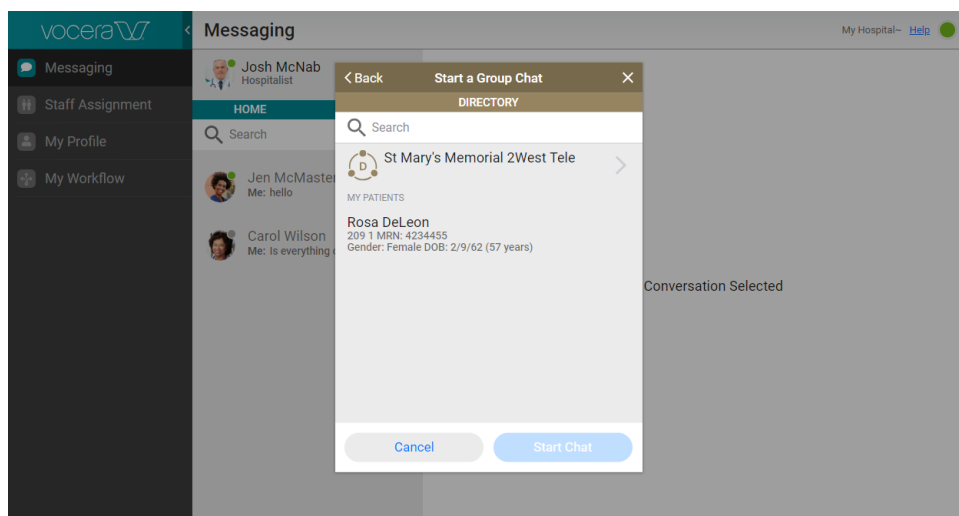 vocera
Messaging
My Hospital~ Help
Messaging
Staff Assignment
My Profile
My Workflow
Josh McNab
Hospitalist
HOME
Search
Jen McMaster
Me: hello
Carol Wilson
Me: Is everything
Back
Start a Group Chat
DIRECTORY
Search
D
St Mary's Memorial 2West Tele
MY PATIENTS
Rosa DeLeon
209 1 MRN: 4234455
Gender: Female DOB: 2/9/62 (57 years)
Cancel
Start Chat
Conversation Selected